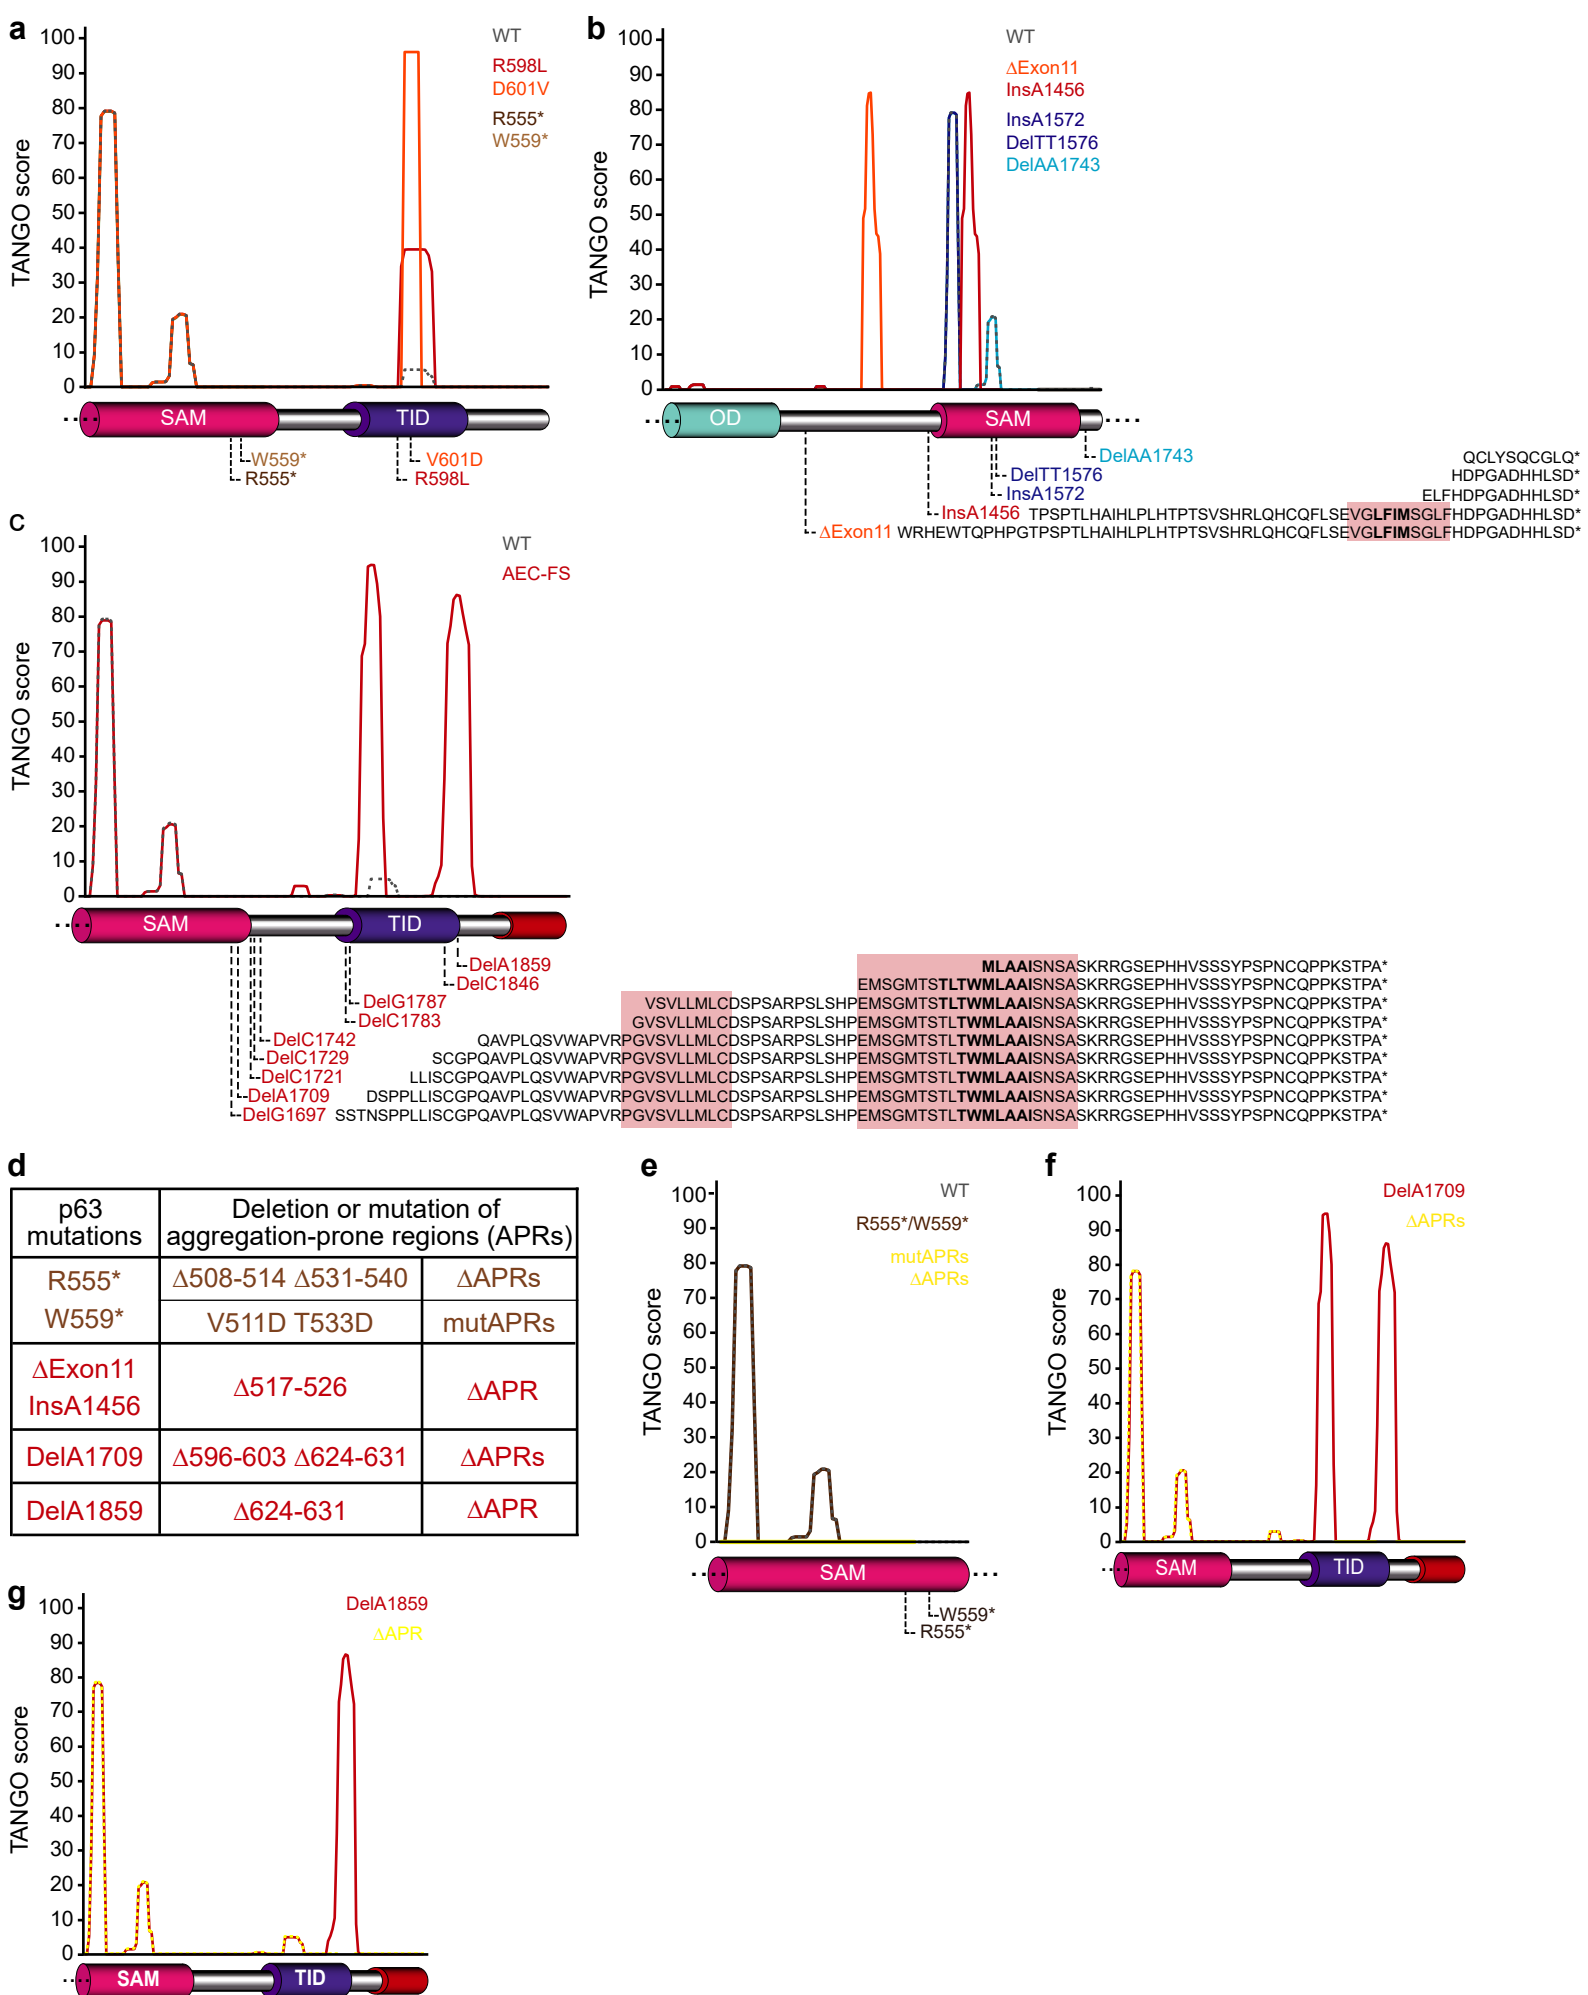 a
100
90
80
70
60
50
40
30
20
10
0
TANGO score
WT
R598L
D601V
R555*
W559*
SAM
TID
W559*
R555*
V601D
R598L
b
100
90
80
70
60
50
40
30
20
10
0
TANGO score
WT
ΔExon11
InsA1456
InsA1572
DelTT1576
DelAA1743
OD
SAM
DelAA1743 QCLYSQCGLQ*
DelTT1576 HDPGADHHLSD*
InsA1572 ELFHDPGADHHLSD*
InsA1456 TPSPTLHAIHLPLHTPTSVSHRLQHCQFLSEVGLFIMSGLFHDPGADHHLSD*
ΔExon11 WRHEWTQPHPGTPSPTLHAIHLPLHTPTSVSHRLQHCQFLSEVGLFIMSGLFHDPGADHHLSD*
c
100
90
80
70
60
50
40
30
20
10
0
TANGO score
WT
AEC-FS
SAM
TID
DelA1859 MLAAISNSASKRRGSEPHHVSSSYPSPNCQPPKSTPA*
DelC1846 EMSGMTSTLTWMLAAISNSASKRRGSEPHHVSSSYPSPNCQPPKSTPA*
DelG1787 VSVLLMLCDSPSARPSLSHPEMSGMTSTLTWMLAAISNSASKRRGSEPHHVSSSYPSPNCQPPKSTPA*
DelC1783 GVSVLLMLCDSPSARPSLSHPEMSGMTSTLTWMLAAISNSASKRRGSEPHHVSSSYPSPNCQPPKSTPA*
DelC1742 QAVPLQSVWAPVRPGVSVLLMLCDSPSARPSLSHPEMSGMTSTLTWMLAAISNSASKRRGSEPHHVSSSYPSPNCQPPKSTPA*
DelC1729 SCGPQAVPLQSVWAPVRPGVSVLLMLCDSPSARPSLSHPEMSGMTSTLTWMLAAISNSASKRRGSEPHHVSSSYPSPNCQPPKSTPA*
DelC1721 LLISCGPQAVPLQSVWAPVRPGVSVLLMLCDSPSARPSLSHPEMSGMTSTLTWMLAAISNSASKRRGSEPHHVSSSYPSPNCQPPKSTPA*
DelA1709 DSPPLLISCGPQAVPLQSVWAPVRPGVSVLLMLCDSPSARPSLSHPEMSGMTSTLTWMLAAISNSASKRRGSEPHHVSSSYPSPNCQPPKSTPA*
DelG1697 SSTNSPPLLISCGPQAVPLQSVWAPVRPGVSVLLMLCDSPSARPSLSHPEMSGMTSTLTWMLAAISNSASKRRGSEPHHVSSSYPSPNCQPPKSTPA*
d
p63 mutations
Deletion or mutation of
aggregation-prone regions (APRs)
R555*
W559*
Δ508-514 Δ531-540 ΔAPRs
V511D T533D mutAPRs
ΔExon11
InsA1456
Δ517-526 ΔAPR
DelA1709 Δ596-603 Δ624-631 ΔAPRs
DelA1859 Δ624-631 ΔAPR
e
100
90
80
70
60
50
40
30
20
10
0
TANGO score
WT
R555*/W559*
mutAPRs
ΔAPRs
SAM
W559*
R555*
f
100
90
80
70
60
50
40
30
20
10
0
TANGO score
DelA1709
ΔAPRs
SAM
TID
g
100
90
80
70
60
50
40
30
20
10
0
TANGO score
DelA1859
ΔAPR
SAM
TID